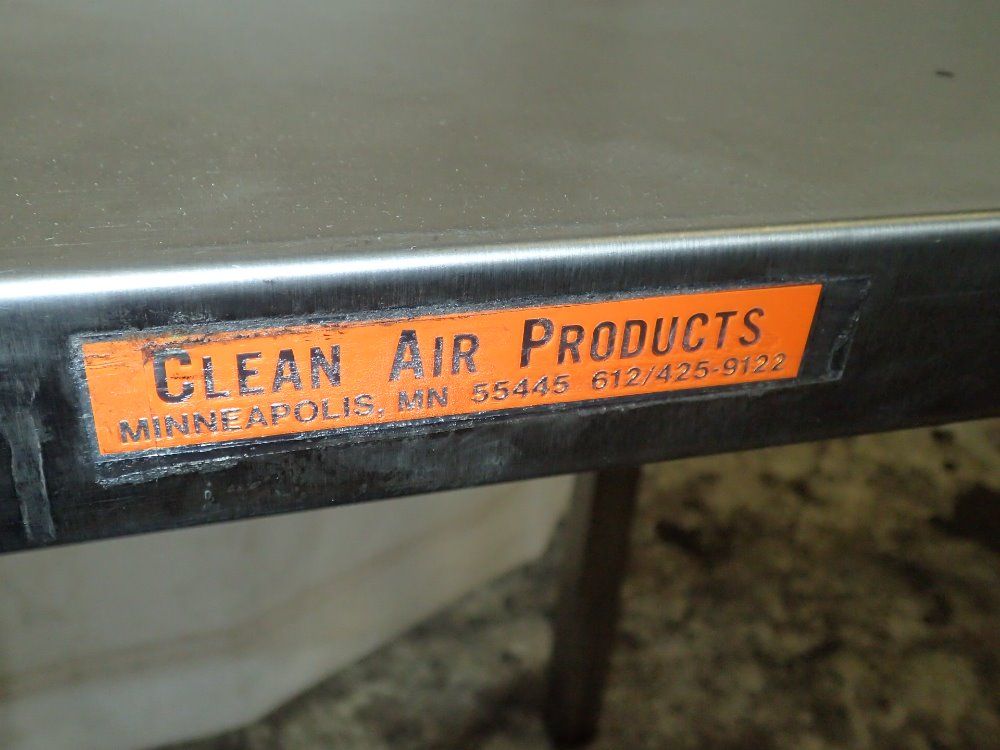 CLEAN AIR PRODUCTS
MINNEAPOLIS, MN 55445 612/425-9122